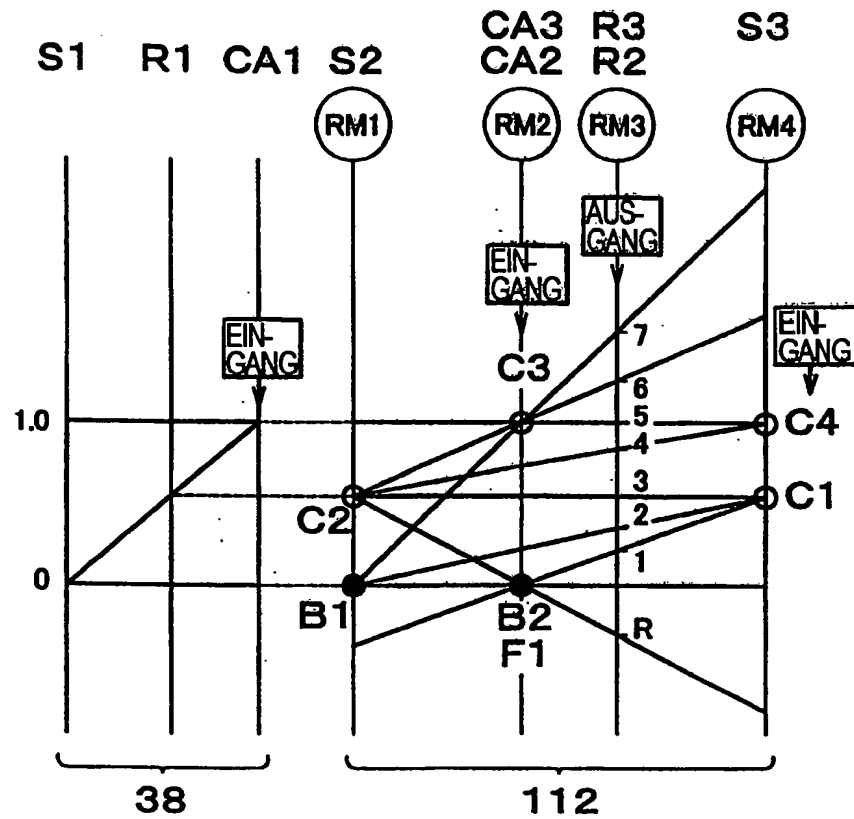 CA3 R3 S3
S1 R1 CA1 S2 CA2 R2
RM1 RM2 RM3 RM4
AUS-
GANG
EIN-
GANG
EIN-
GANG
EIN-
GANG
7
C3
6
1.0
5
C4
4
3
C1
C2
2
1
0
B1
B2
R
F1
38
112